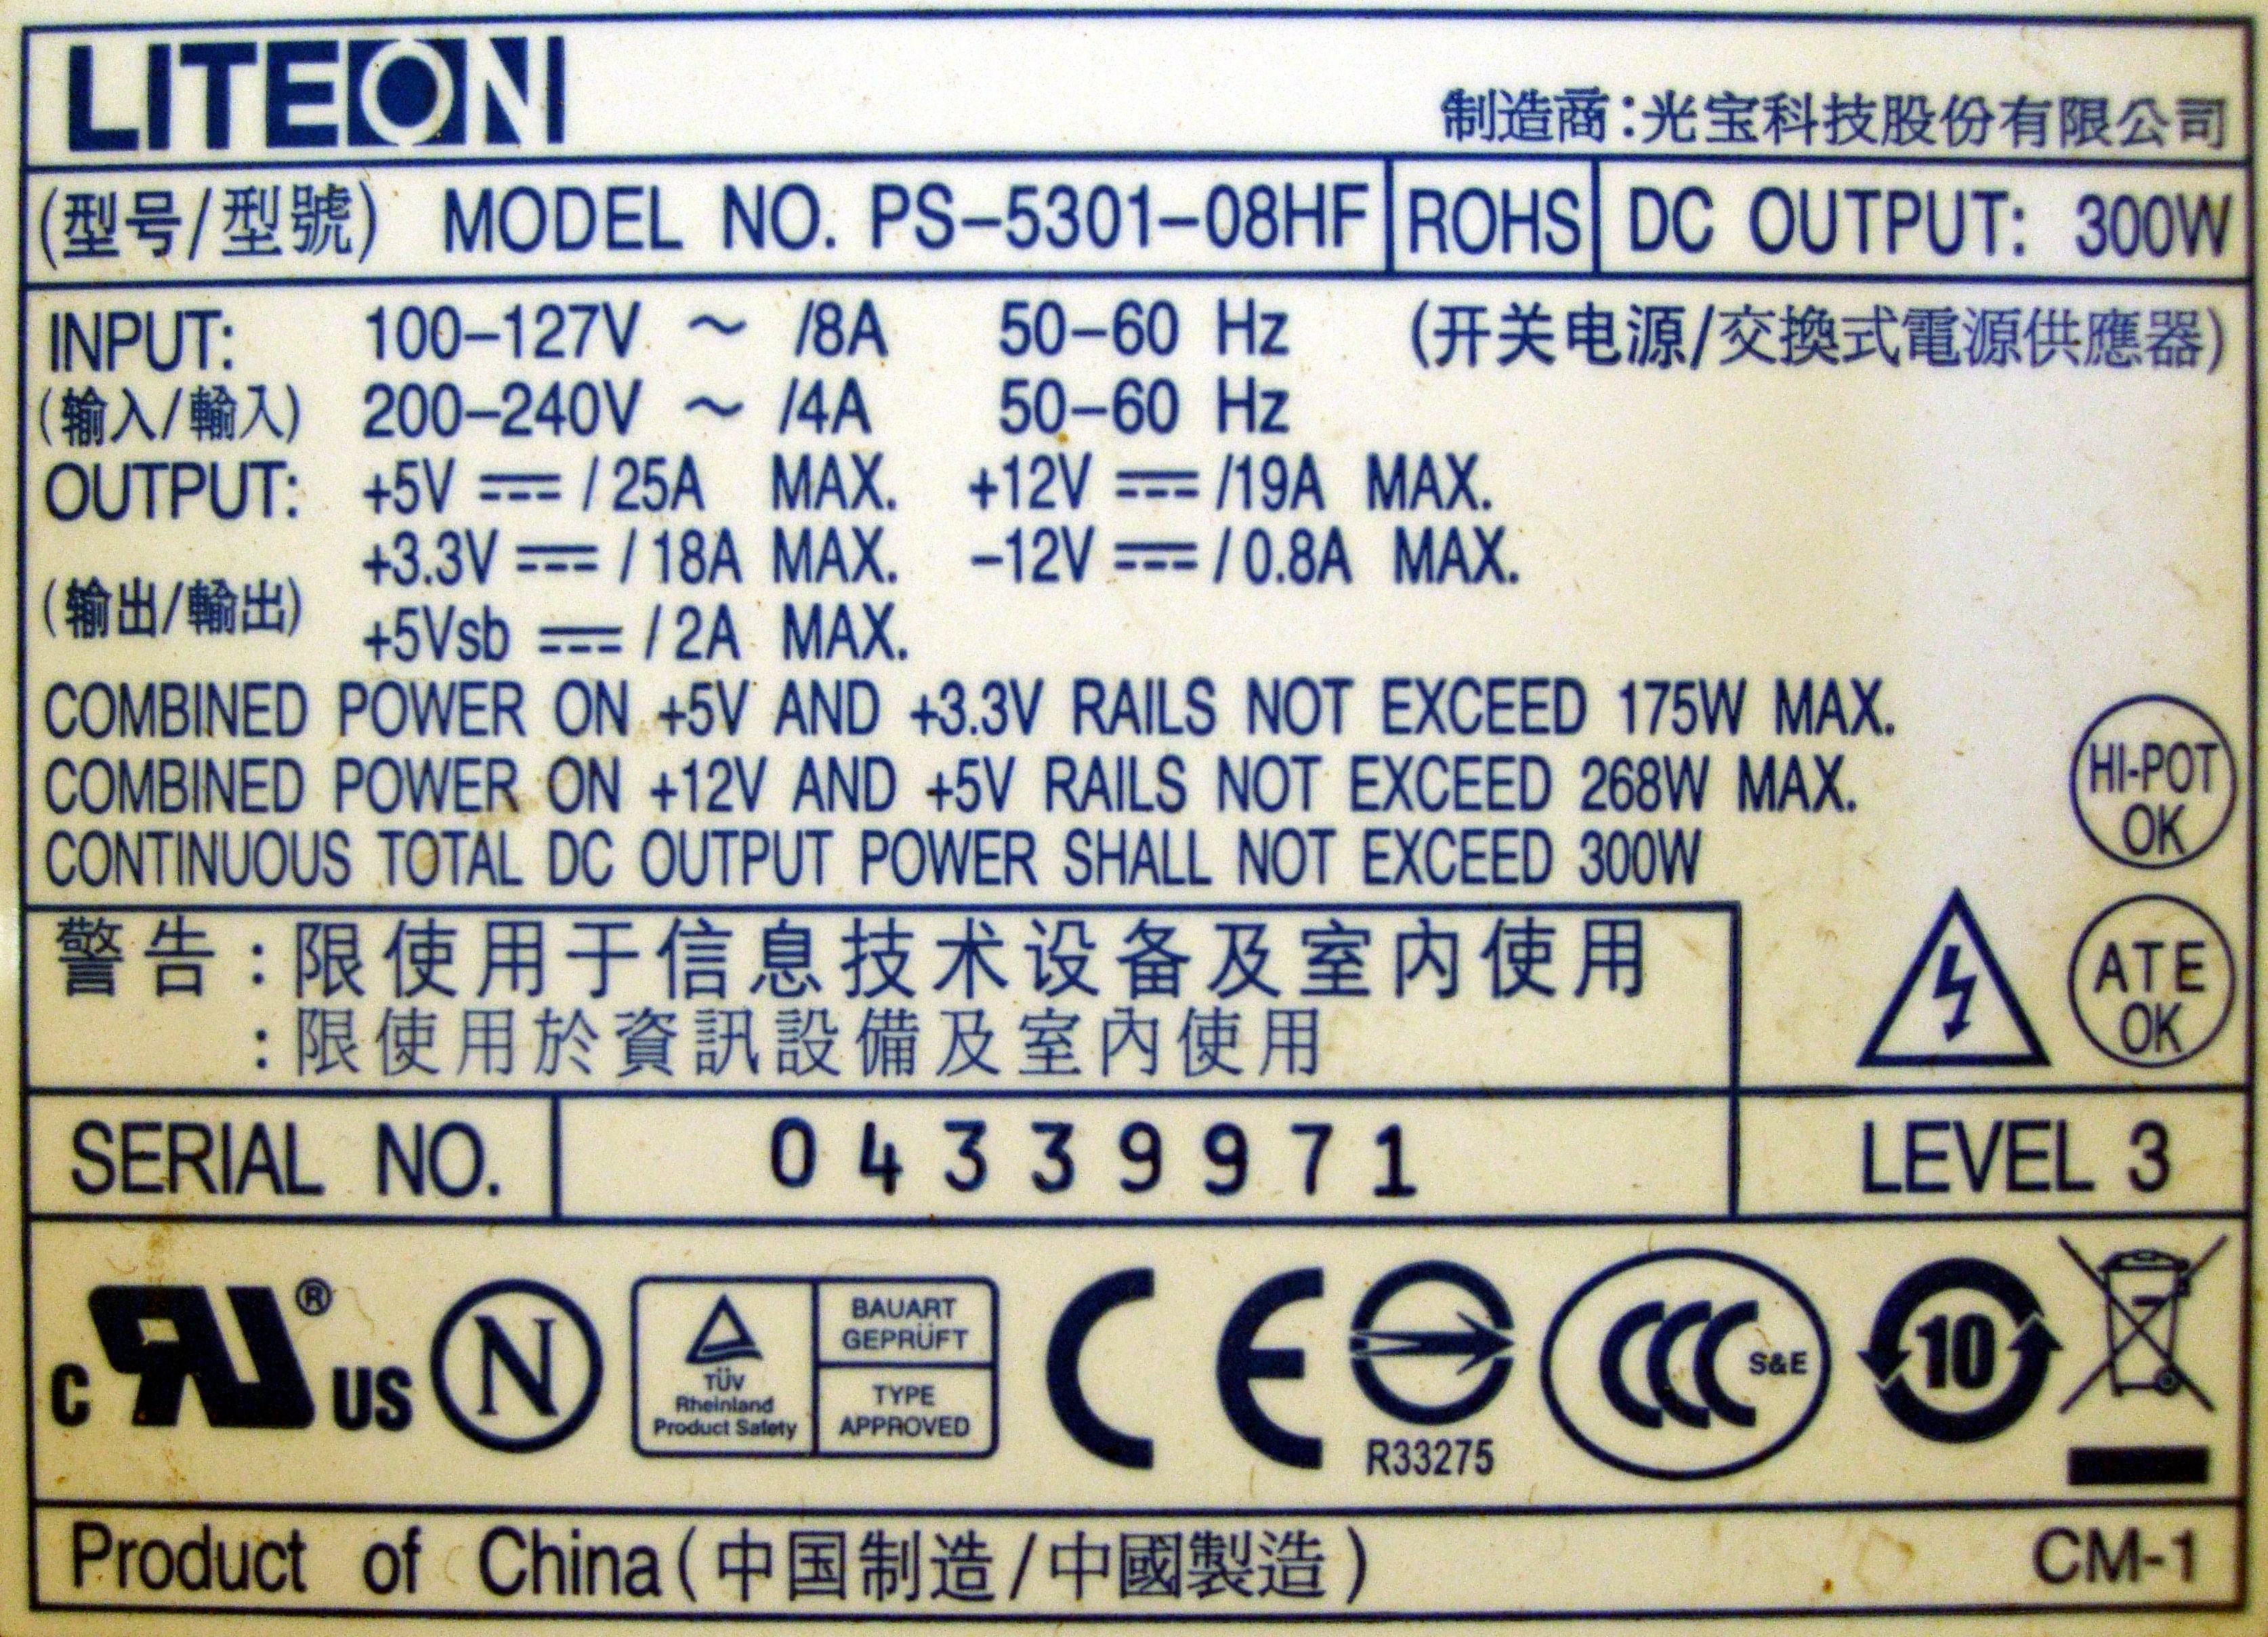 LITEON
制造商:光宝科技股份有限公司
(型号/型號) MODEL NO. PS-5301-08HF ROHS DC OUTPUT: 300W
INPUT: 100-127V ~ /8A 50-60 Hz (开关电源/交換式電源供應器)
(输入/輸入) 200-240V ~ /4A 50-60 Hz
OUTPUT: +5V ⎓ / 25A MAX. +12V ⎓ /19A MAX.
+3.3V ⎓ / 18A MAX. -12V ⎓ / 0.8A MAX.
(输出/輸出) +5Vsb ⎓ / 2A MAX.
COMBINED POWER ON +5V AND +3.3V RAILS NOT EXCEED 175W MAX.
COMBINED POWER ON +12V AND +5V RAILS NOT EXCEED 268W MAX.
CONTINUOUS TOTAL DC OUTPUT POWER SHALL NOT EXCEED 300W
HI-POT
OK
警告:限使用于信息技术设备及室内使用
:限使用於資訊設備及室內使用
ATE
OK
SERIAL NO. 04339971 LEVEL 3
c RU ® US
N
TÜV
Rheinland
Product Safety
BAUART
GEPRÜFT
TYPE
APPROVED
CE
R33275
CCC S&E
10
Product of China(中国制造/中國製造) CM-1